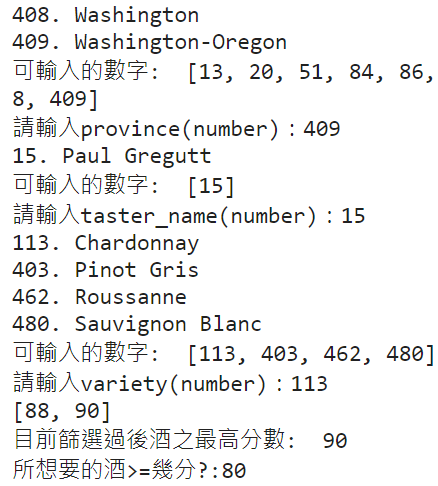 408. Washington
409. Washington-Oregon
可輸入的數字:  [13, 20, 51, 84, 86,
8, 409]
請輸入province(number)：409
15. Paul Gregutt
可輸入的數字:  [15]
請輸入taster_name(number)：15
113. Chardonnay
403. Pinot Gris
462. Roussanne
480. Sauvignon Blanc
可輸入的數字:  [113, 403, 462, 480]
請輸入variety(number)：113
[88, 90]
目前篩選過後酒之最高分數:  90
所想要的酒>=幾分?:80